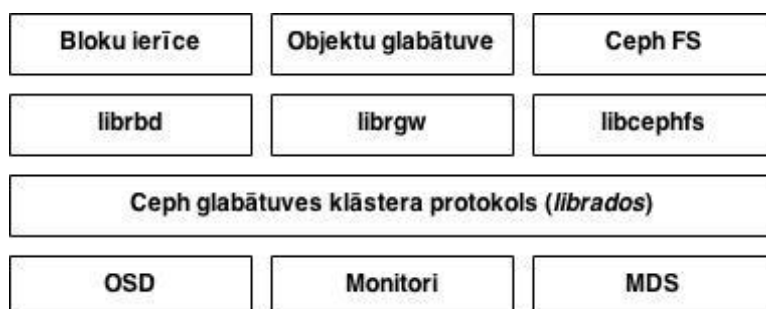 Bloku ierīce
Objektu glabātuve
Ceph FS
librbd
librgw
libcephfs
Ceph glabātuves klāstera protokols (librados)
OSD
Monitori
MDS